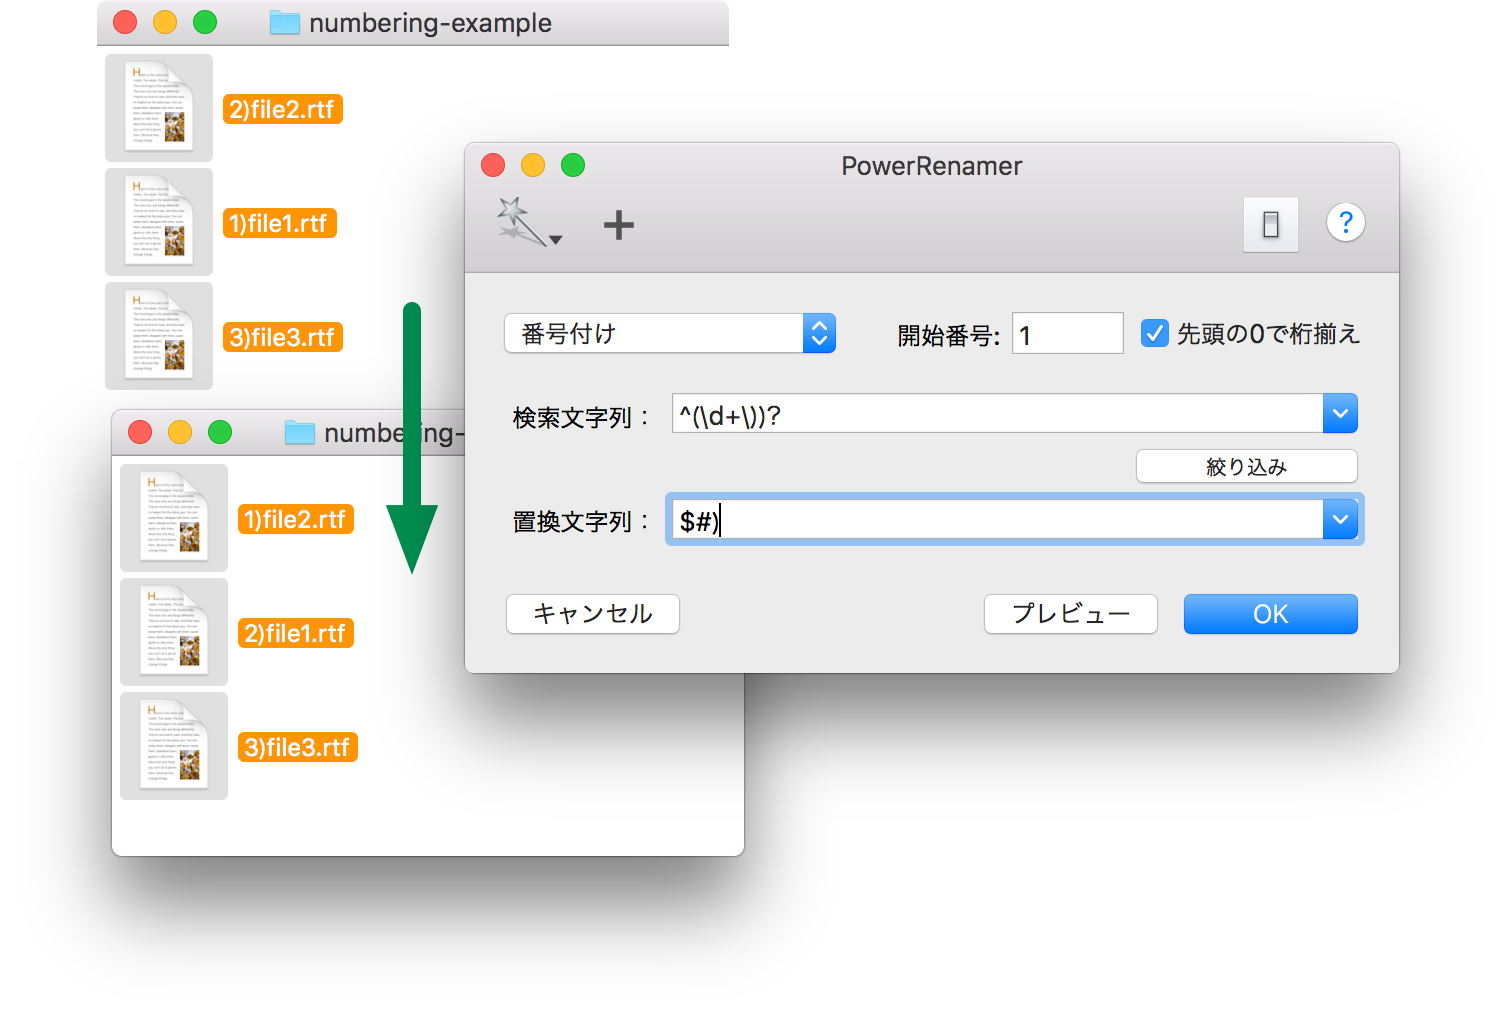 numbering-example
2)file2.rtf
1)file1.rtf
3)file3.rtf
PowerRenamer
?
番号付け
開始番号: 1
先頭の0で桁揃え
検索文字列： ^(\d+\))?
絞り込み
置換文字列： $#)
キャンセル
プレビュー
OK
numbering-
1)file2.rtf
2)file1.rtf
3)file3.rtf